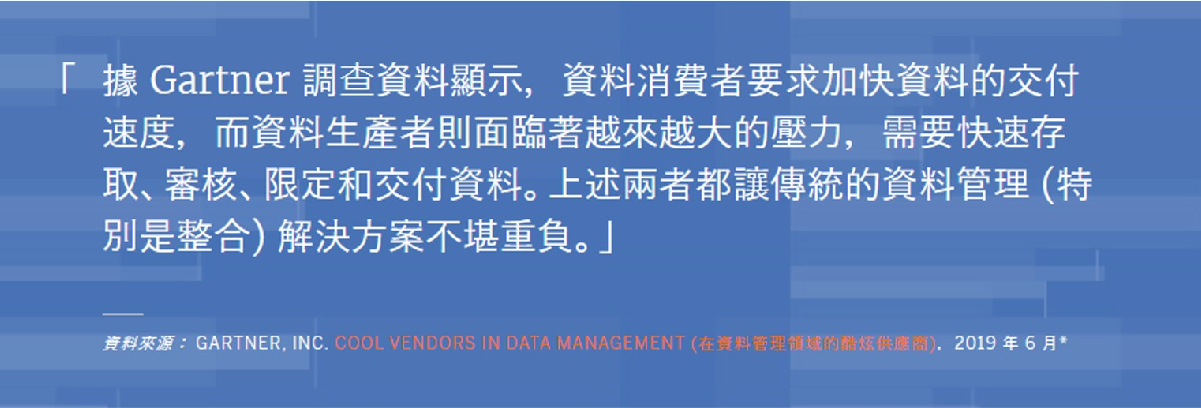 「據 Gartner 調查資料顯示，資料消費者要求加快資料的交付
速度，而資料生產者則面臨著越來越大的壓力，需要快速存
取、審核、限定和交付資料。上述兩者都讓傳統的資料管理 (特
別是整合) 解決方案不堪重負。」
資料來源： GARTNER, INC. COOL VENDORS IN DATA MANAGEMENT (在資料管理領域的酷炫供應商)，2019 年 6 月*